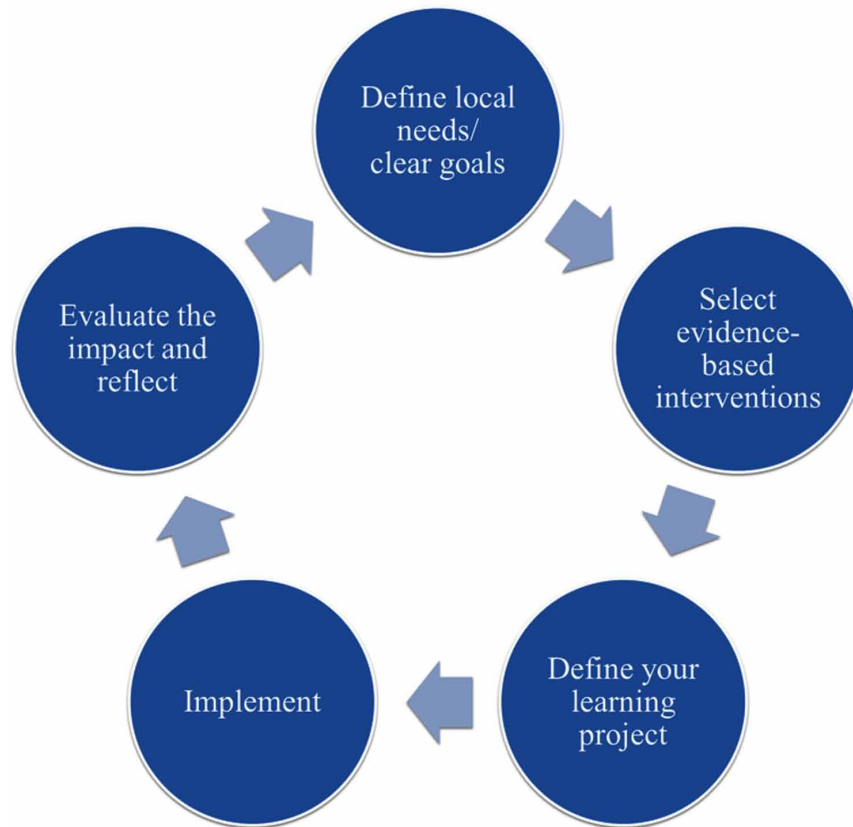 Define local
needs/
clear goals
Select
evidence-
based
interventions
Define your
learning
project
Implement
Evaluate the
impact and
reflect